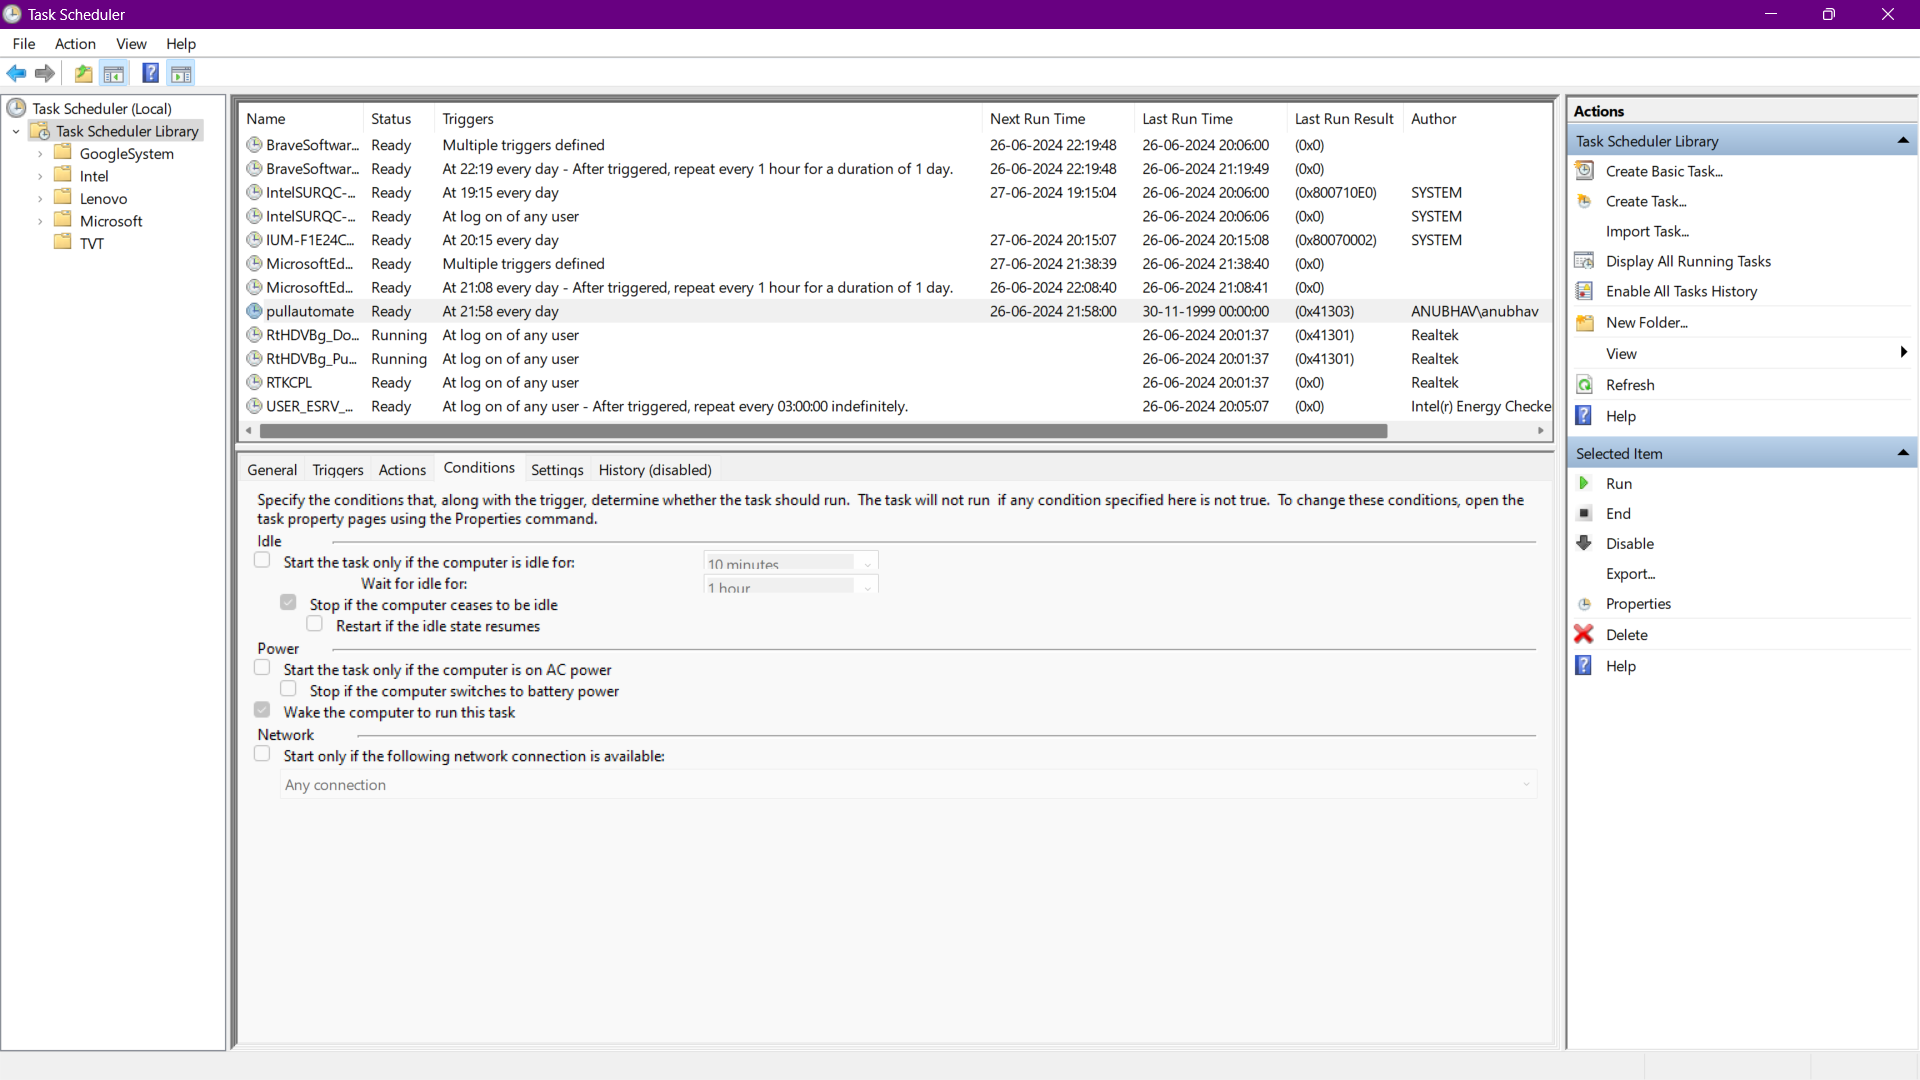 Task Scheduler
File Action View Help
Task Scheduler (Local)
Task Scheduler Library
GoogleSystem
Intel
Lenovo
Microsoft
TVT
Name Status Triggers Next Run Time Last Run Time Last Run Result Author
BraveSoftwar... Ready Multiple triggers defined 26-06-2024 22:19:48 26-06-2024 20:06:00 (0x0)
BraveSoftwar... Ready At 22:19 every day - After triggered, repeat every 1 hour for a duration of 1 day. 26-06-2024 22:19:48 26-06-2024 21:19:49 (0x0)
IntelSURQC-... Ready At 19:15 every day 27-06-2024 19:15:04 26-06-2024 20:06:00 (0x800710E0) SYSTEM
IntelSURQC-... Ready At log on of any user 26-06-2024 20:06:06 (0x0) SYSTEM
IUM-F1E24C... Ready At 20:15 every day 27-06-2024 20:15:07 26-06-2024 20:15:08 (0x80070002) SYSTEM
MicrosoftEd... Ready Multiple triggers defined 27-06-2024 21:38:39 26-06-2024 21:38:40 (0x0)
MicrosoftEd... Ready At 21:08 every day - After triggered, repeat every 1 hour for a duration of 1 day. 26-06-2024 22:08:40 26-06-2024 21:08:41 (0x0)
pullautomate Ready At 21:58 every day 26-06-2024 21:58:00 30-11-1999 00:00:00 (0x41303) ANUBHAV\anubhav
RtHDVBg_Do... Running At log on of any user 26-06-2024 20:01:37 (0x41301) Realtek
RtHDVBg_Pu... Running At log on of any user 26-06-2024 20:01:37 (0x41301) Realtek
RTKCPL Ready At log on of any user 26-06-2024 20:01:37 (0x0) Realtek
USER_ESRV_... Ready At log on of any user - After triggered, repeat every 03:00:00 indefinitely. 26-06-2024 20:05:07 (0x0) Intel(r) Energy Checke
General Triggers Actions Conditions Settings History (disabled)
Specify the conditions that, along with the trigger, determine whether the task should run. The task will not run if any condition specified here is not true. To change these conditions, open the
task property pages using the Properties command.
Idle
Start the task only if the computer is idle for: 10 minutes
Wait for idle for: 1 hour
Stop if the computer ceases to be idle
Restart if the idle state resumes
Power
Start the task only if the computer is on AC power
Stop if the computer switches to battery power
Wake the computer to run this task
Network
Start only if the following network connection is available:
Any connection
Actions
Task Scheduler Library
Create Basic Task...
Create Task...
Import Task...
Display All Running Tasks
Enable All Tasks History
New Folder...
View
Refresh
Help
Selected Item
Run
End
Disable
Export...
Properties
Delete
Help